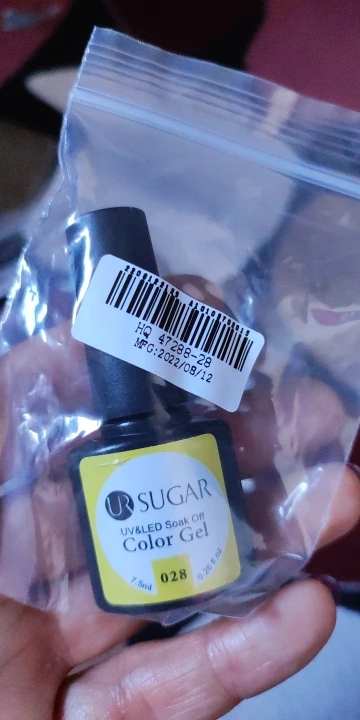 HQ 47288-28
MFG:2022/08/12
UR SUGAR
UV&LED Soak Off
Color Gel
7.5ml 028 0.26 fl oz